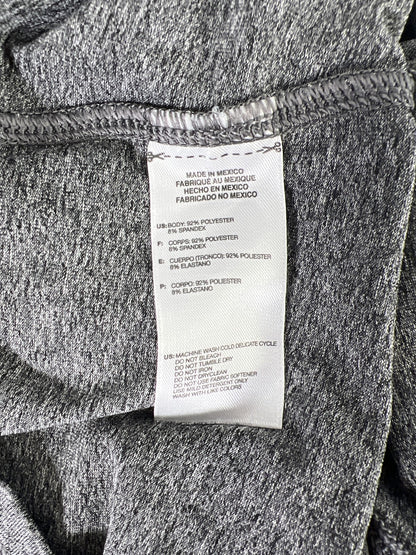 MADE IN MEXICO
FABRIQUÉ AU MEXIQUE
HECHO EN MEXICO
FABRICADO NO MEXICO
US: BODY: 92% POLYESTER
8% SPANDEX
F: CORPS: 92% POLYESTER
8% SPANDEX
E: CUERPO (TRONCO): 92% POLIESTER
8% ELASTANO
P: CORPO: 92% POLIESTER
8% ELASTANO
US: MACHINE WASH COLD DELICATE CYCLE
DO NOT BLEACH
DO NOT TUMBLE DRY
DO NOT IRON
DO NOT DRYCLEAN
DO NOT USE FABRIC SOFTENER
USE MILD DETERGENT ONLY
WASH WITH LIKE COLORS